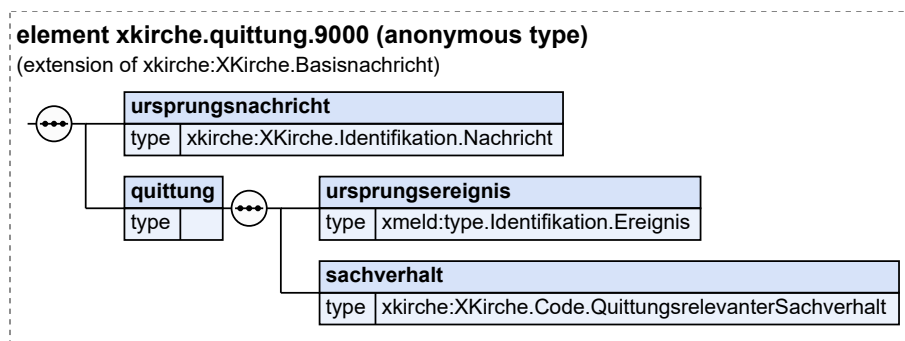 element xkirche.quittung.9000 (anonymous type)
(extension of xkirche:XKirche.Basisnachricht)
ursprungsnachricht
type xkirche:XKirche.Identifikation.Nachricht
quittung
type
ursprungsereignis
type xmeld:type.Identifikation.Ereignis
sachverhalt
type xkirche:XKirche.Code.QuittungsrelevanterSachverhalt